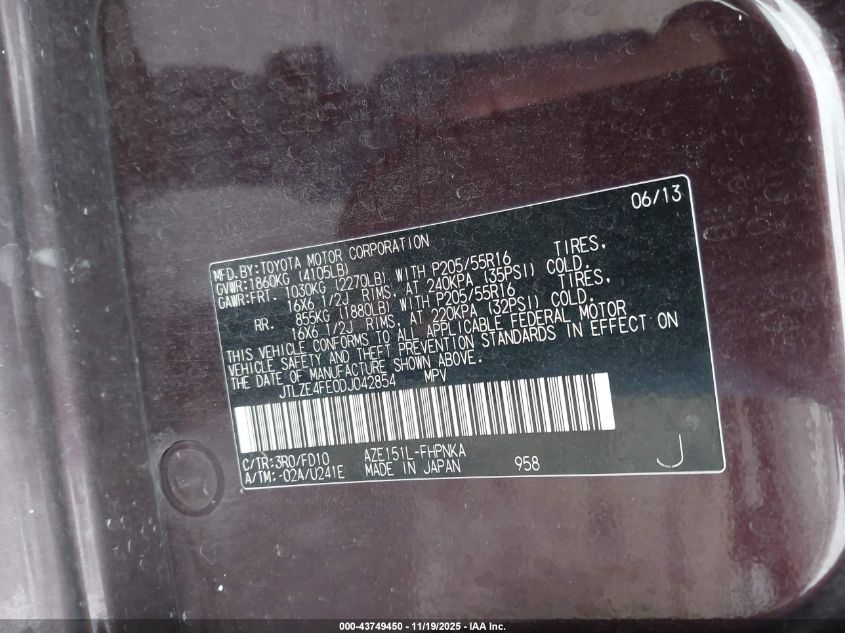 06/13
MFD.BY:TOYOTA MOTOR CORPORATION
GVWR:1860KG (4105LB)
GAWR:FRT. 1030KG (2270LB) WITH P205/55R16 TIRES,
16X6 1/2J RIMS, AT 240KPA (35PSI) COLD.
RR. 855KG (1880LB) WITH P205/55R16 TIRES,
16X6 1/2J RIMS, AT 220KPA (32PSI) COLD.
THIS VEHICLE CONFORMS TO ALL APPLICABLE FEDERAL MOTOR
VEHICLE SAFETY AND THEFT PREVENTION STANDARDS IN EFFECT ON
THE DATE OF MANUFACTURE SHOWN ABOVE.
JTLZE4FE0DJ042854 MPV
C/TR:3R0/FD10 AZE151L-FHPNKA
A/TM:-02A/U241E MADE IN JAPAN 958 J
000-43749450 - 11/19/2025 - IAA Inc.